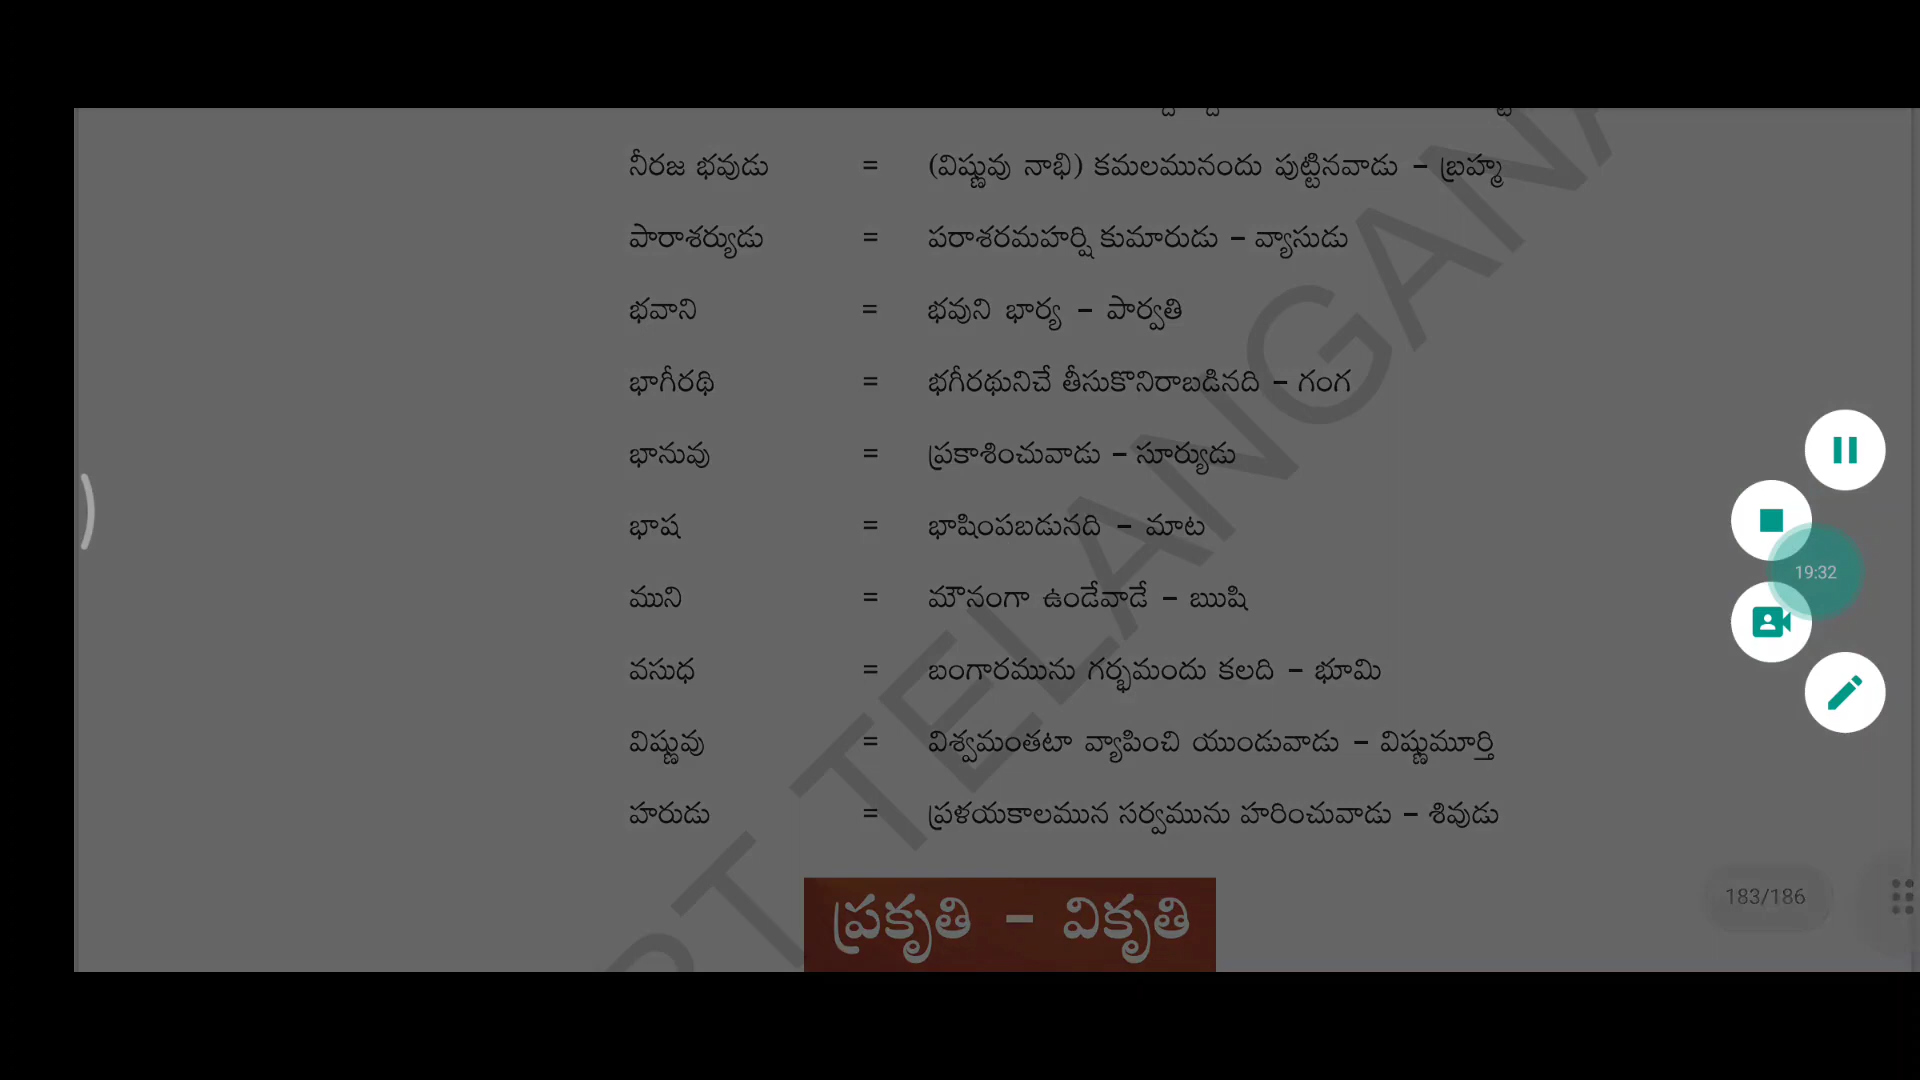 నీరజ భవుడు = (విష్ణువు నాభి) కమలమునందు పుట్టినవాడు – బ్రహ్మ
పారాశర్యుడు = పరాశరమహర్షి కుమారుడు – వ్యాసుడు
భవాని = భవుని భార్య – పార్వతి
భాగీరథి = భగీరథునిచే తీసుకొనిరాబడినది – గంగ
భానువు = ప్రకాశించువాడు – సూర్యుడు
భాష = భాషింపబడునది – మాట
19:32
ముని = మౌనంగా ఉండేవాడే – ఋషి
వసుధ = బంగారమును గర్భమందు కలది – భూమి
విష్ణువు = విశ్వమంతటా వ్యాపించి యుండువాడు – విష్ణుమూర్తి
హరుడు = ప్రళయకాలమున సర్వమును హరించువాడు – శివుడు
183/186
ప్రకృతి – వికృతి
RT TELANGANA